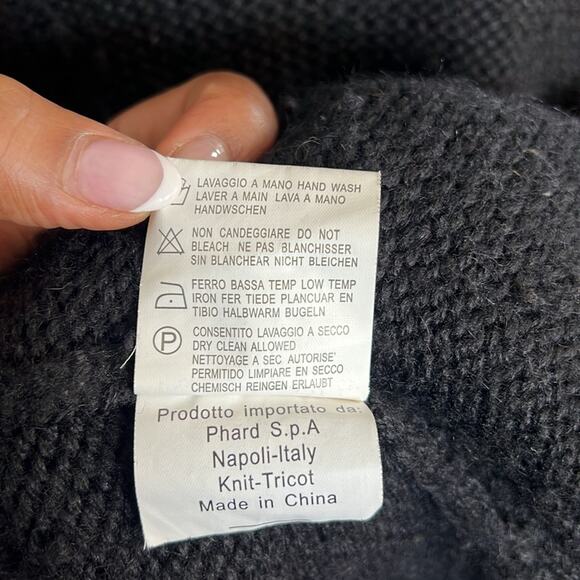 LAVAGGIO A MANO HAND WASH
LAVER A MAIN LAVA A MANO
HANDWSCHEN
NON CANDEGGIARE DO NOT
BLEACH NE PAS BLANCHISSER
SIN BLANCHEAR NICHT BLEICHEN
FERRO BASSA TEMP LOW TEMP
IRON FER TIEDE PLANCUAR EN
TIBIO HALBWARM BUGELN
P
CONSENTITO LAVAGGIO A SECCO
DRY CLEAN ALLOWED
NETTOYAGE A SEC AUTORISE'
PERMITIDO LIMPIARE EN SECCO
CHEMISCH REINGEN ERLAUBT
Prodotto importato da:
Phard S.p.A
Napoli-Italy
Knit-Tricot
Made in China